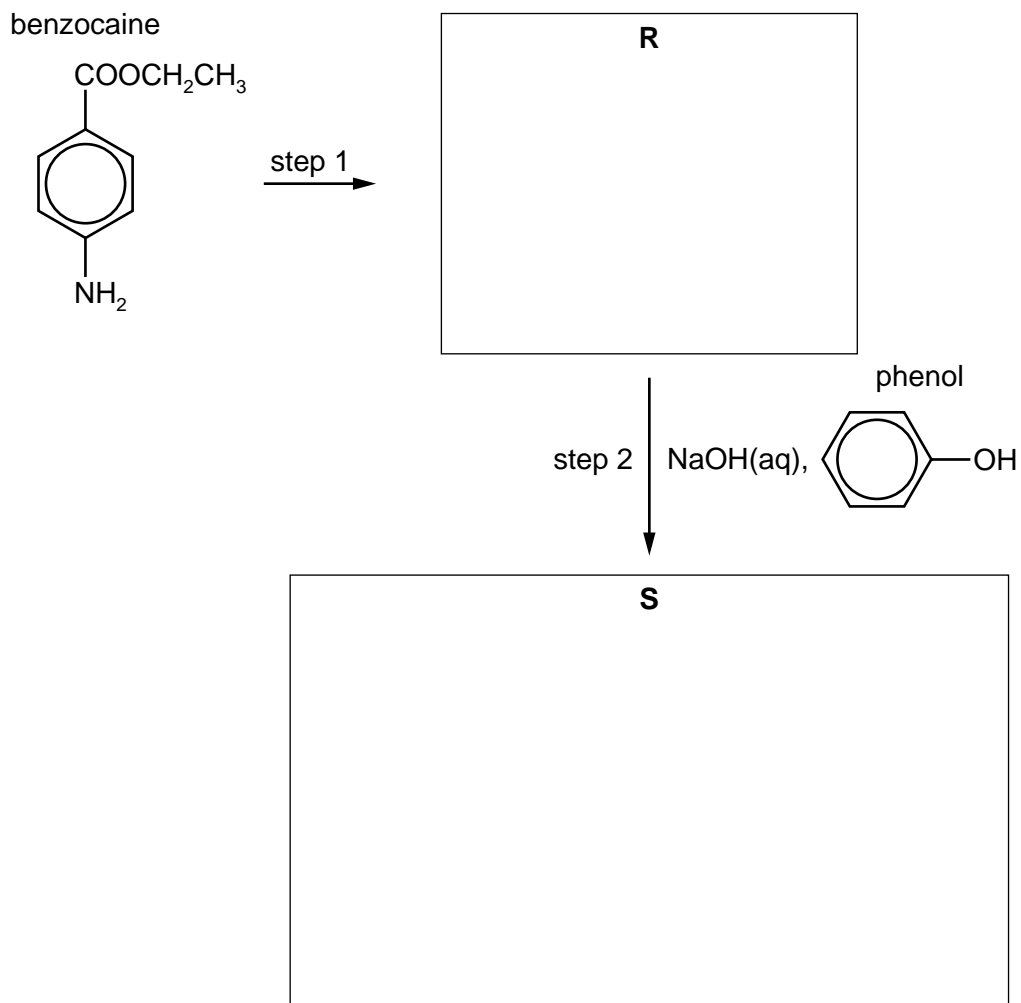 benzocaine
COOCH₂CH₃
NH₂
step 1
R
phenol
step 2 NaOH(aq), OH
S